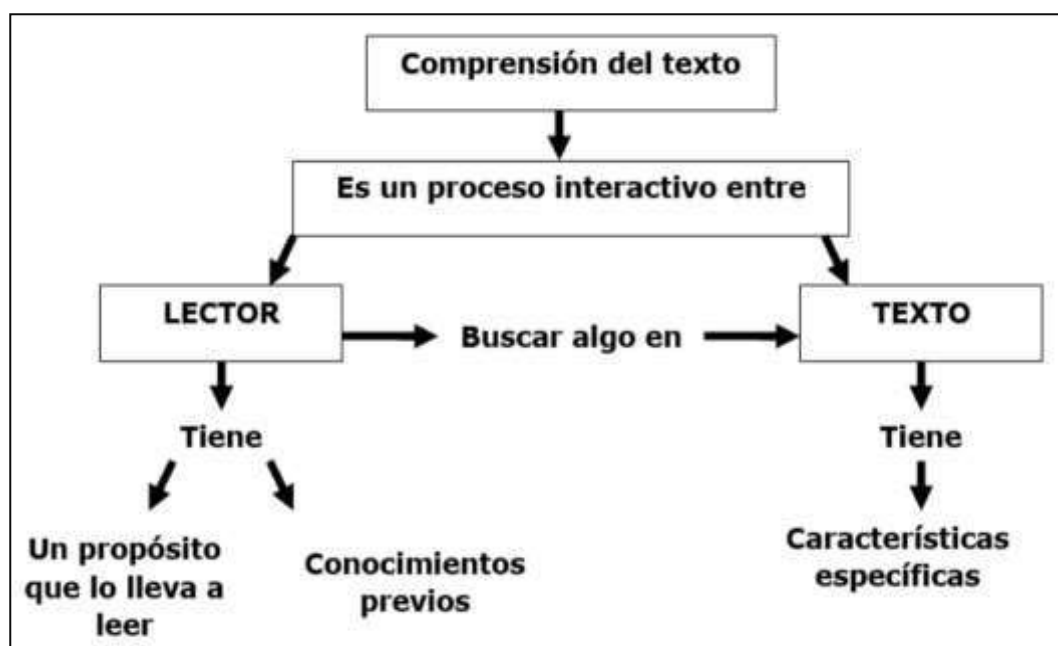 Comprensión del texto
Es un proceso interactivo entre
LECTOR
Buscar algo en
TEXTO
Tiene
Tiene
Un propósito
que lo lleva a
leer
Conocimientos
previos
Características
específicas